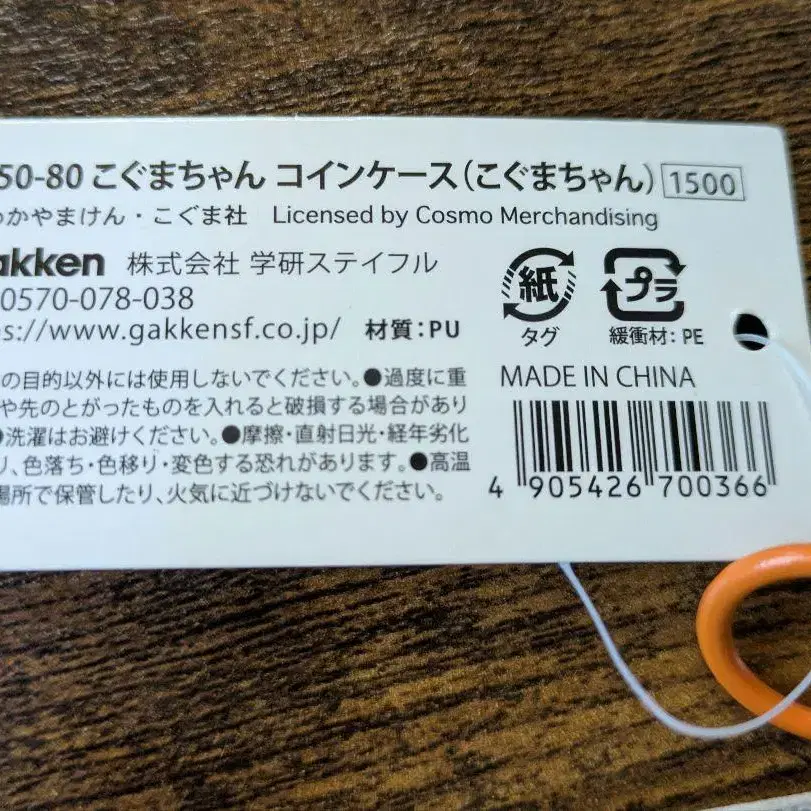 50-80 こぐまちゃん コインケース(こぐまちゃん) 1500
わかやまけん・こぐま社 Licensed by Cosmo Merchandising
akken 株式会社 学研ステイフル
0570-078-038
ps://www.gakkensf.co.jp/ 材質:PU
紙
タグ
プラ
緩衝材: PE
の目的以外には使用しないでください。●過度に重
や先のとがったものを入れると破損する場合があり
●洗濯はお避けください。●摩擦・直射日光・経年劣化
り、色落ち・色移り・変色する恐れがあります。●高温
場所で保管したり、火気に近づけないでください。
MADE IN CHINA
4 905426 700366